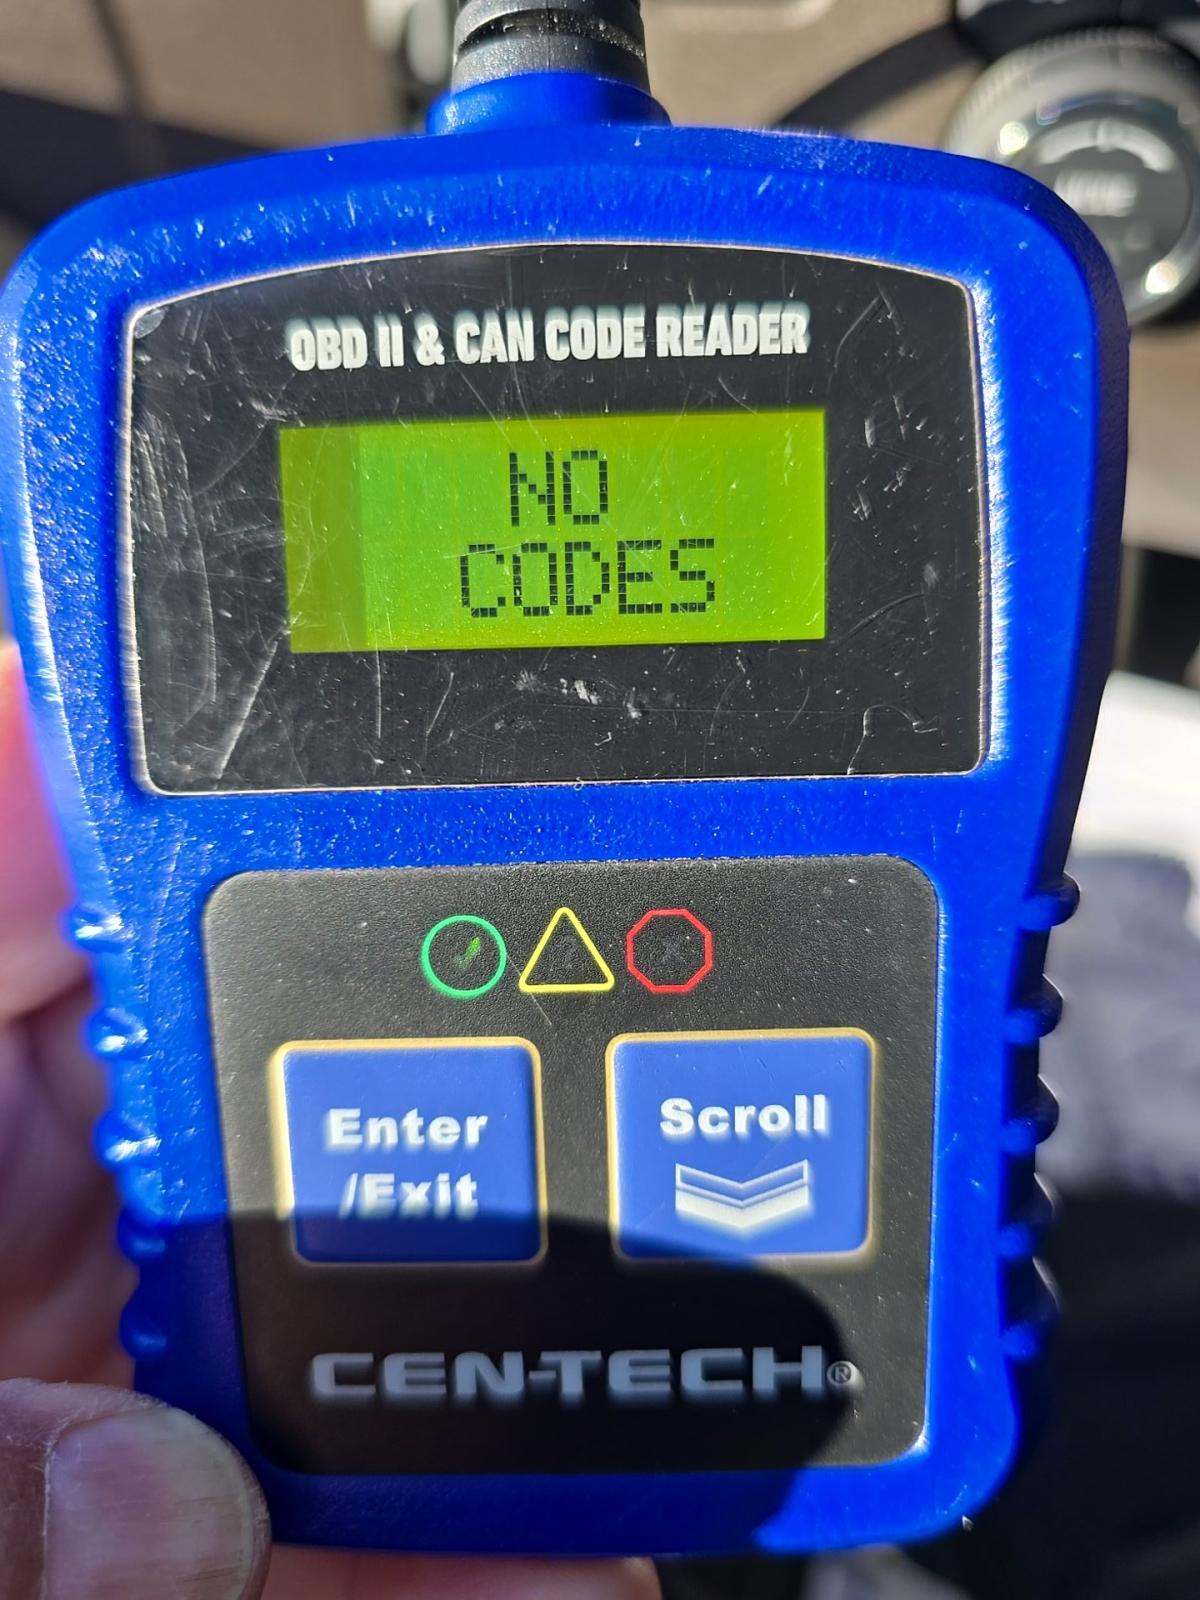 OBD II & CAN CODE READER
NO
CODES
Enter
/Exit
Scroll
CEN-TECH®